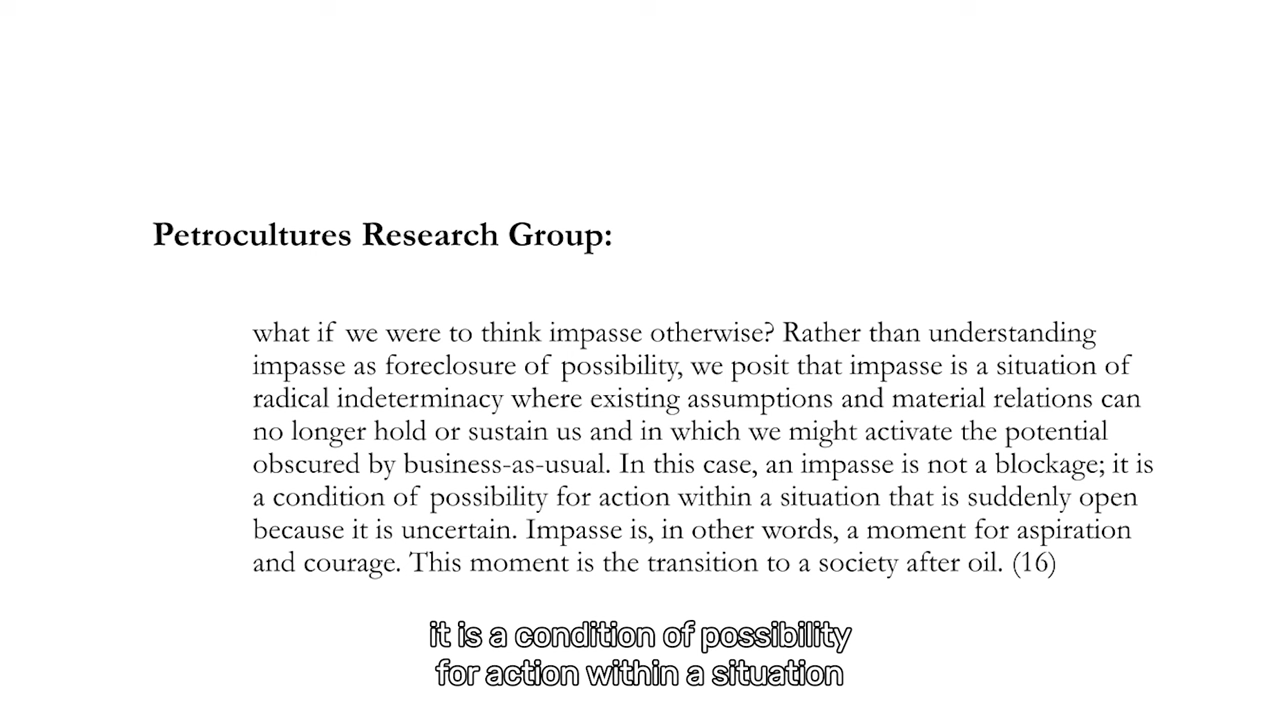 Petrocultures Research Group:
what if we were to think impasse otherwise? Rather than understanding
impasse as foreclosure of possibility, we posit that impasse is a situation of
radical indeterminacy where existing assumptions and material relations can
no longer hold or sustain us and in which we might activate the potential
obscured by business-as-usual. In this case, an impasse is not a blockage; it is
a condition of possibility for action within a situation that is suddenly open
because it is uncertain. Impasse is, in other words, a moment for aspiration
and courage. This moment is the transition to a society after oil. (16)
it is a condition of possibility
for action within a situation